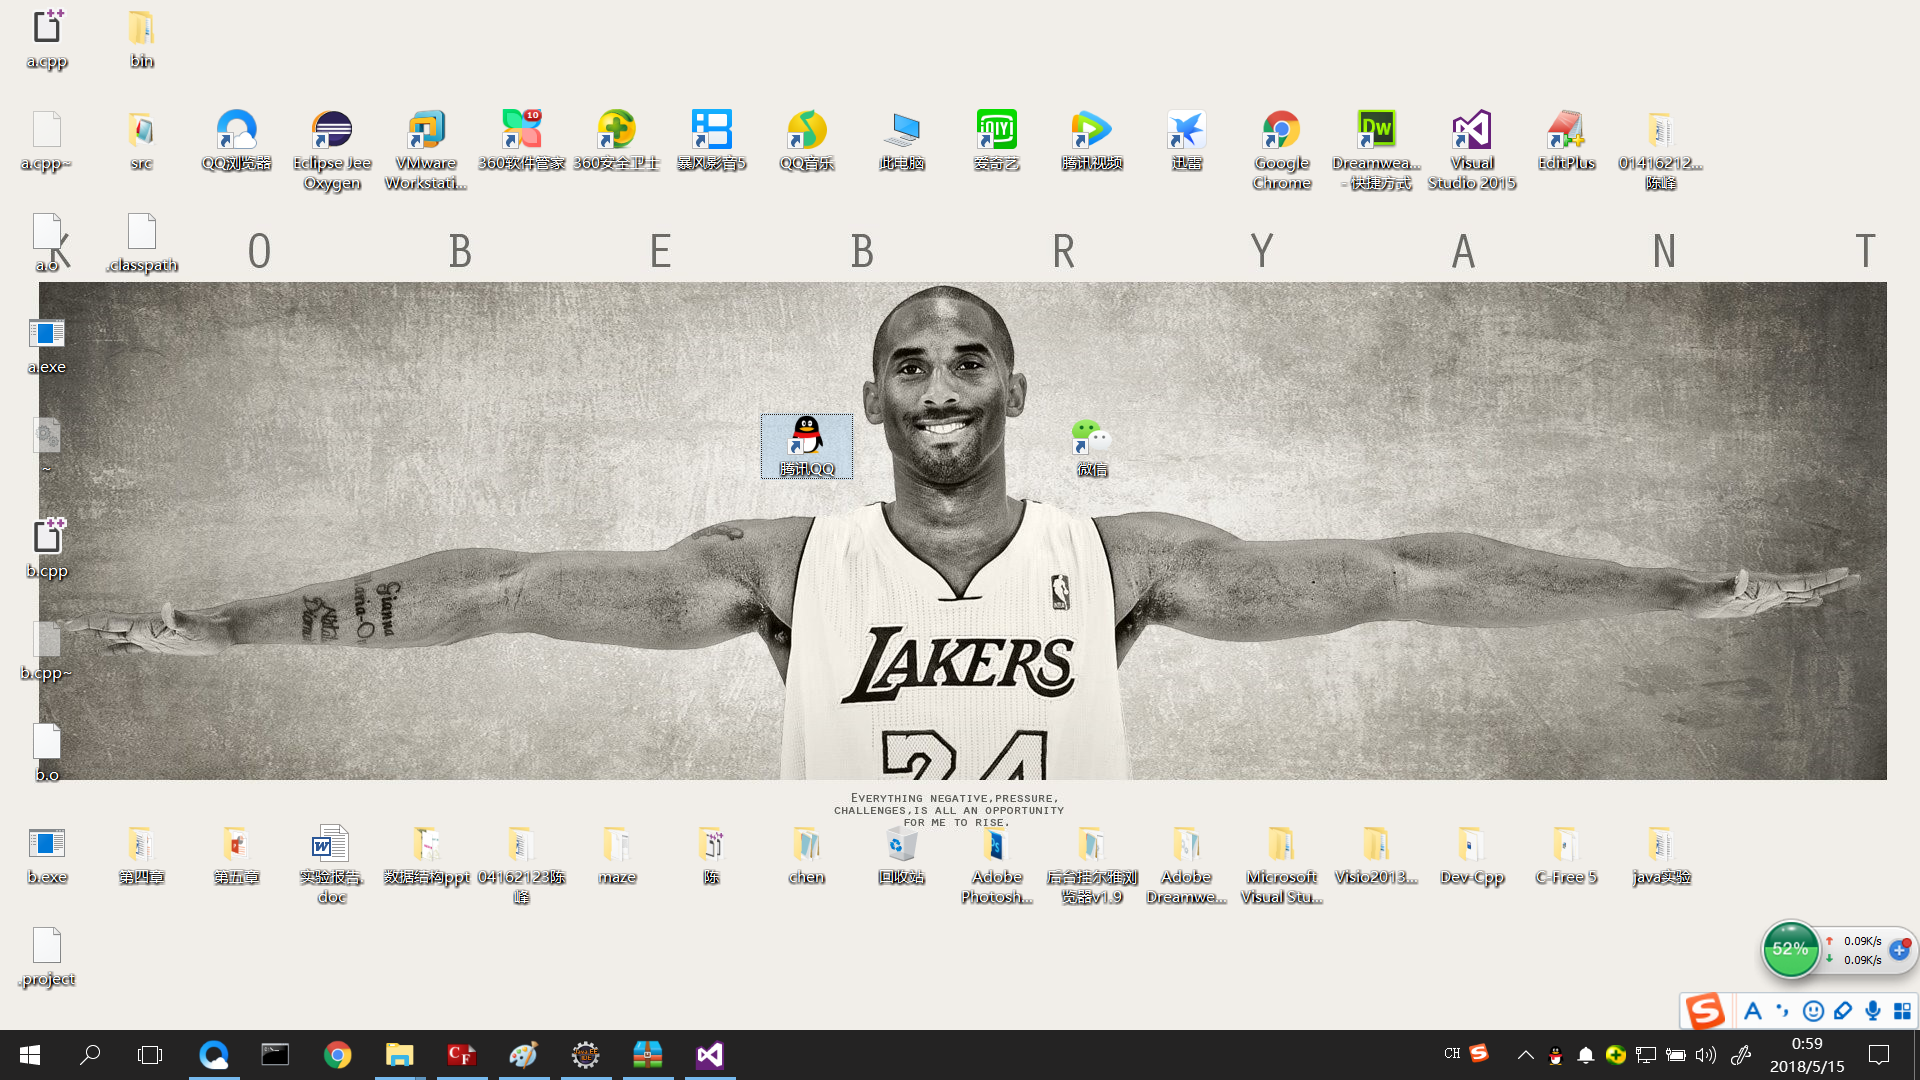 a.cpp
bin
a.cpp~
src
QQ浏览器
Eclipse Jee
Oxygen
VMware
Workstati...
10
360软件管家
360安全卫士
暴风影音5
QQ音乐
此电脑
iQIYI
爱奇艺
腾讯视频
迅雷
Google
Chrome
Dw
Dreamwea...
- 快捷方式
Visual
Studio 2015
EditPlus
01416212...
陈峰
K O B E B R Y A N T
a.o
.classpath
a.exe
~
腾讯QQ
微信
b.cpp
b.cpp~
b.o
Gianna
LAKERS
24
EVERYTHING NEGATIVE,PRESSURE,
CHALLENGES,IS ALL AN OPPORTUNITY
FOR ME TO RISE.
b.exe
第四章
第五章
实验报告.
doc
数据结构ppt
04162123陈
峰
maze
陈
chen
回收站
Adobe
Photosh...
后台挂尔雅浏
览器v1.9
Adobe
Dreamwe...
Microsoft
Visual Stu...
Visio2013...
Dev-Cpp
C-Free 5
java实验
.project
52%
0.09K/s
0.09K/s
S A
CF
CH S
0:59
2018/5/15